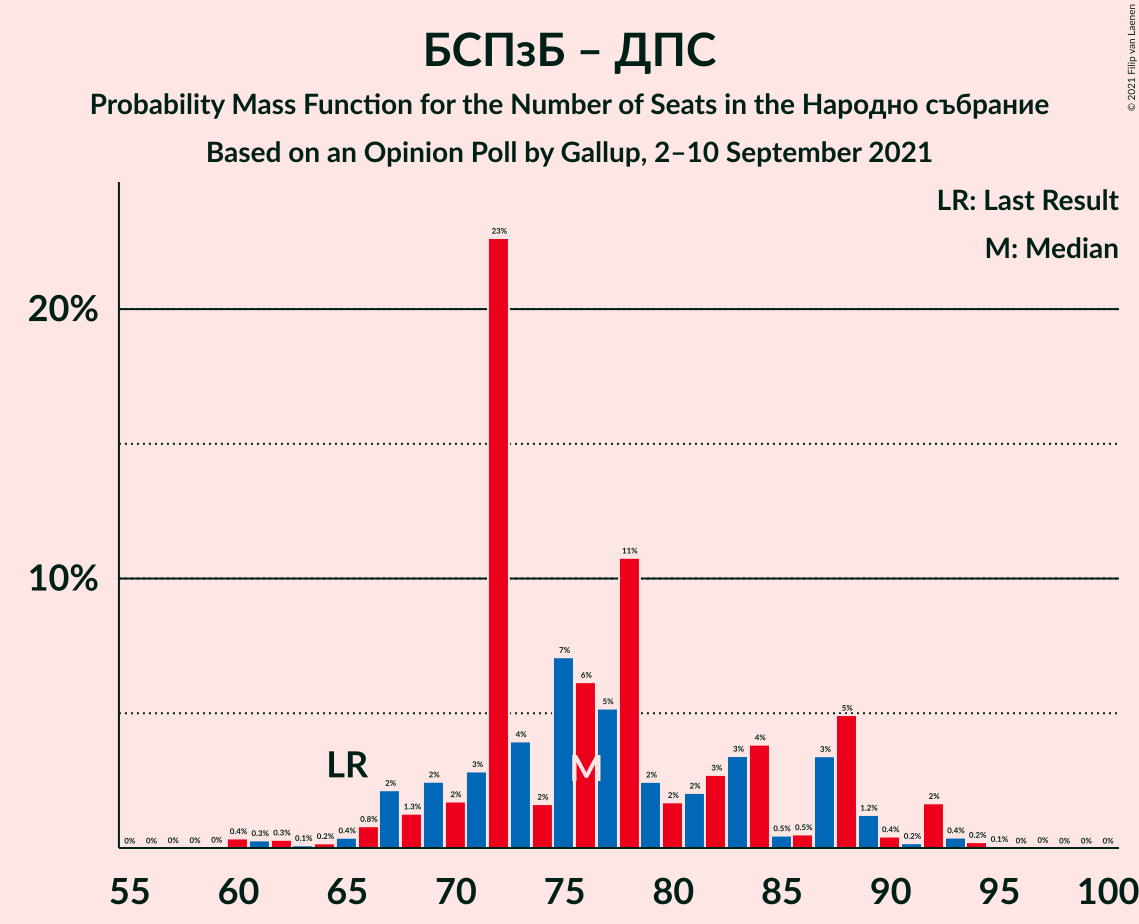 БСПзБ – ДПС
Probability Mass Function for the Number of Seats in the Народно събрание
Based on an Opinion Poll by Gallup, 2–10 September 2021
© 2021 Filip van Laenen
LR: Last Result
M: Median
20%
10%
0% 0% 0% 0% 0% 0.4% 0.3% 0.3% 0.1% 0.2% 0.4% 0.8% 2% 1.3% 2% 2% 3% 23% 4% 2% 7% 6% 5% 11% 2% 2% 2% 3% 3% 4% 0.5% 0.5% 3% 5% 1.2% 0.4% 0.2% 2% 0.4% 0.2% 0.1% 0% 0% 0% 0% 0%
LR M
55 60 65 70 75 80 85 90 95 100